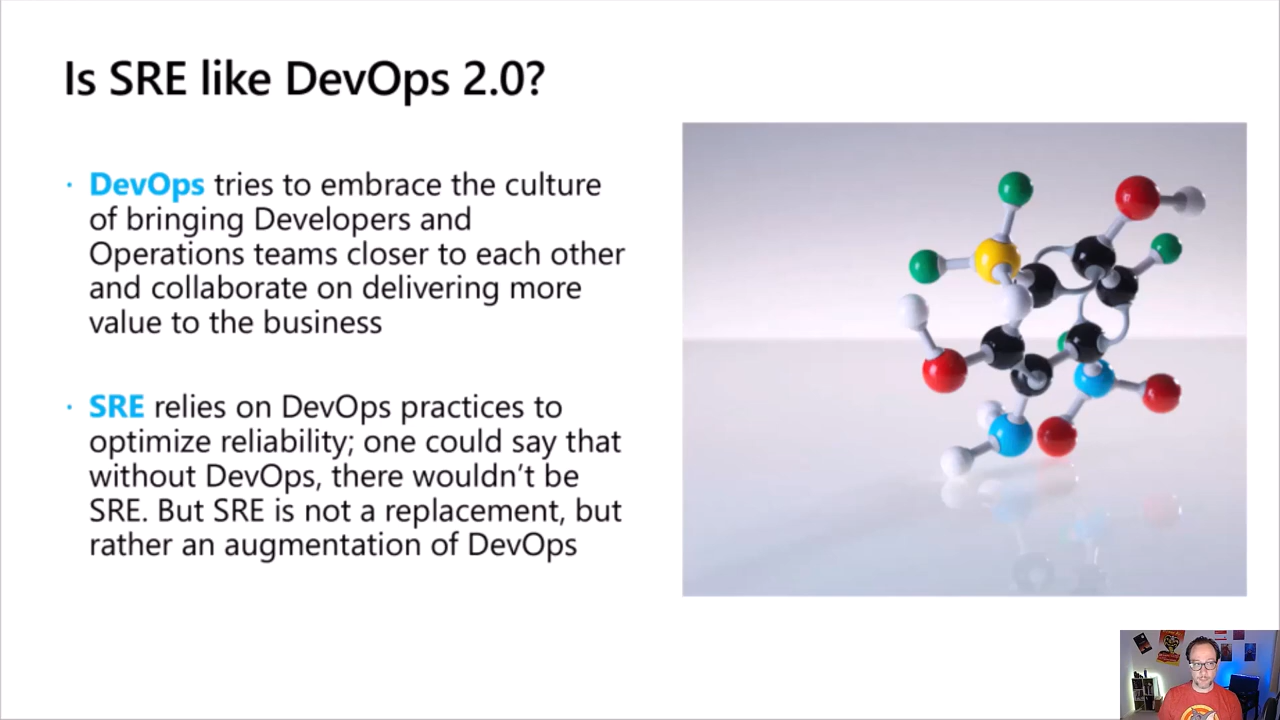 Is SRE like DevOps 2.0?
· DevOps tries to embrace the culture
of bringing Developers and
Operations teams closer to each other
and collaborate on delivering more
value to the business
· SRE relies on DevOps practices to
optimize reliability; one could say that
without DevOps, there wouldn't be
SRE. But SRE is not a replacement, but
rather an augmentation of DevOps